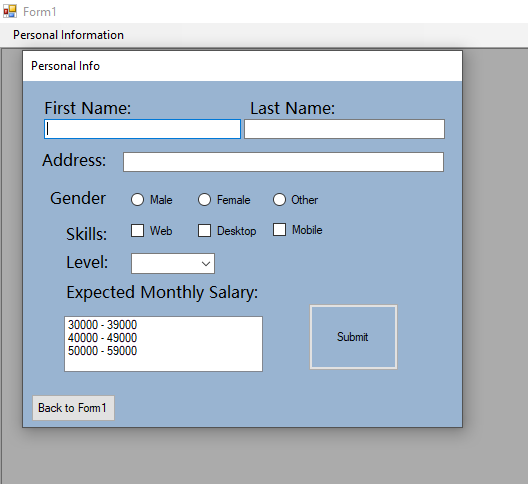 Form1
Personal Information
Personal Info
First Name: Last Name:
Address:
Gender Male Female Other
Skills: Web Desktop Mobile
Level:
Expected Monthly Salary:
30000 - 39000
40000 - 49000
50000 - 59000
Submit
Back to Form1